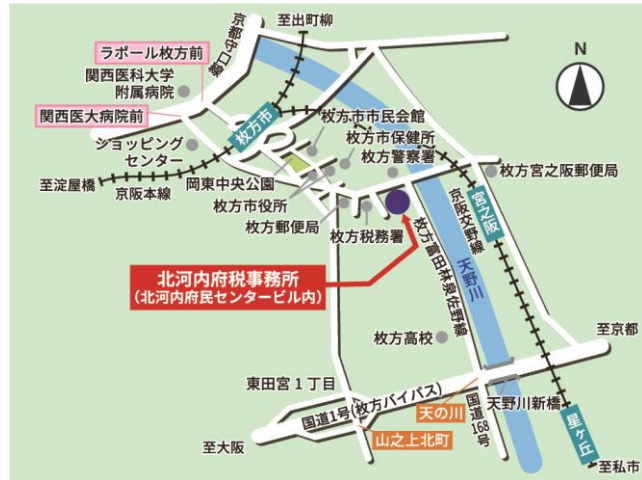 至出町柳
京都守口線
ラポール枚方前
関西医科大学
附属病院
関西医大病院前
枚方市
N
枚方市市民会館
枚方市保健所
枚方警察署
ショッピング
センター
至淀屋橋
京阪本線
岡東中央公園
枚方市役所
枚方郵便局
枚方税務署
枚方宮之阪郵便局
宮之阪
京阪交野線
天野川
枚方富田林泉佐野線
北河内府税事務所
(北河内府民センタービル内)
枚方高校
至京都
東田宮1丁目
国道1号(枚方バイパス)
天の川
天野川新橋
国道168号
星ヶ丘
至大阪
山之上北町
至私市